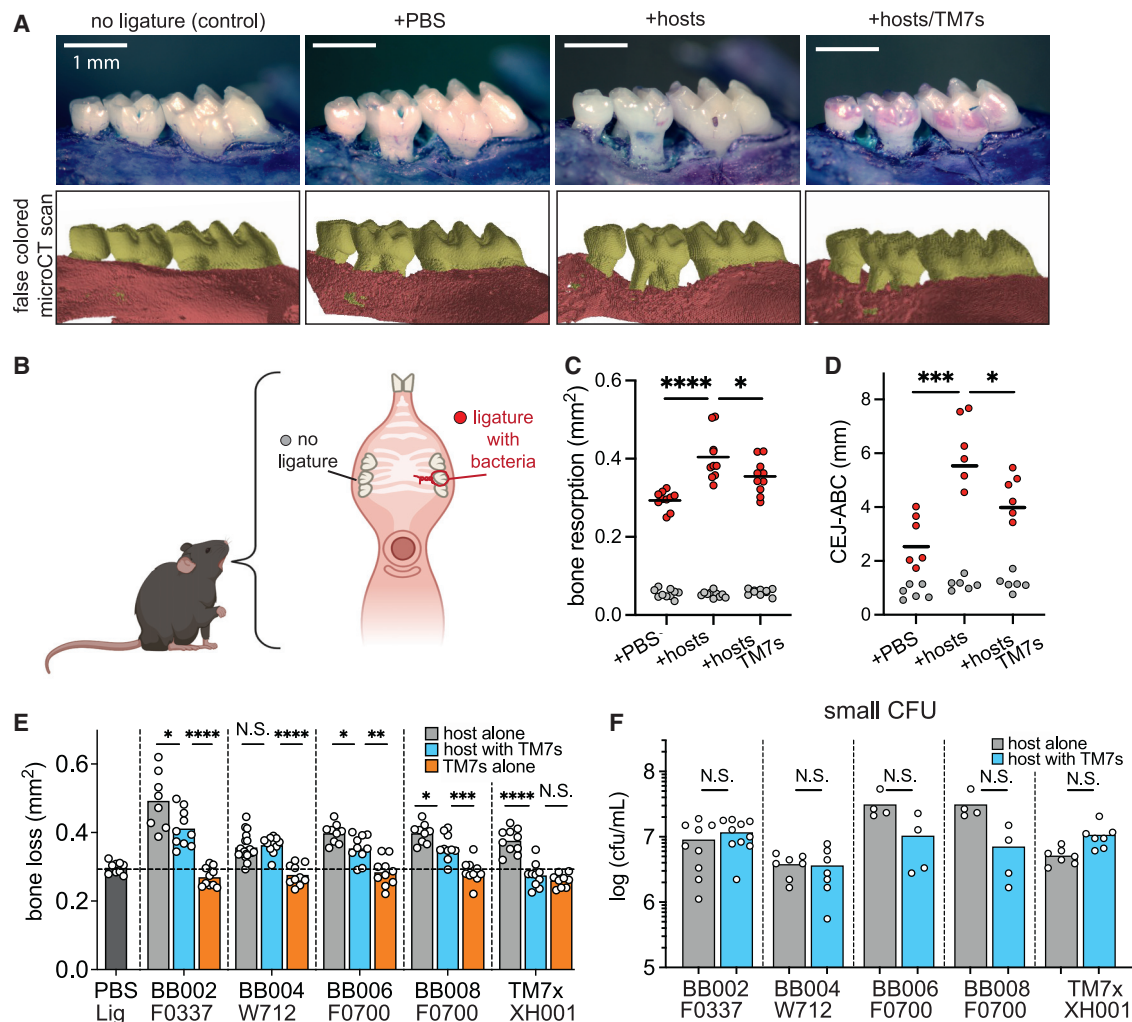 A
no ligature (control)
+PBS
+hosts
+hosts/TM7s
1 mm
false colored
microCT scan
B
no
ligature
ligature
with
bacteria
C
bone resorption (mm²)
0.6
0.4
0.2
0.0
****
*
+PBS
+hosts
+hosts
TM7s
D
CEJ-ABC (mm)
8
6
4
2
0
***
*
+PBS
+hosts
+hosts
TM7s
E
host alone
host with TM7s
TM7s alone
bone loss (mm²)
0.6
0.4
0.2
0.0
* ****
N.S. ****
* **
* ***
**** N.S.
PBS BB002 BB004 BB006 BB008 TM7x
Lig F0337 W712 F0700 F0700 XH001
F
small CFU
host alone
host with TM7s
log (cfu/mL)
8
7
6
5
N.S. N.S. N.S. N.S. N.S.
BB002 BB004 BB006 BB008 TM7x
F0337 W712 F0700 F0700 XH001